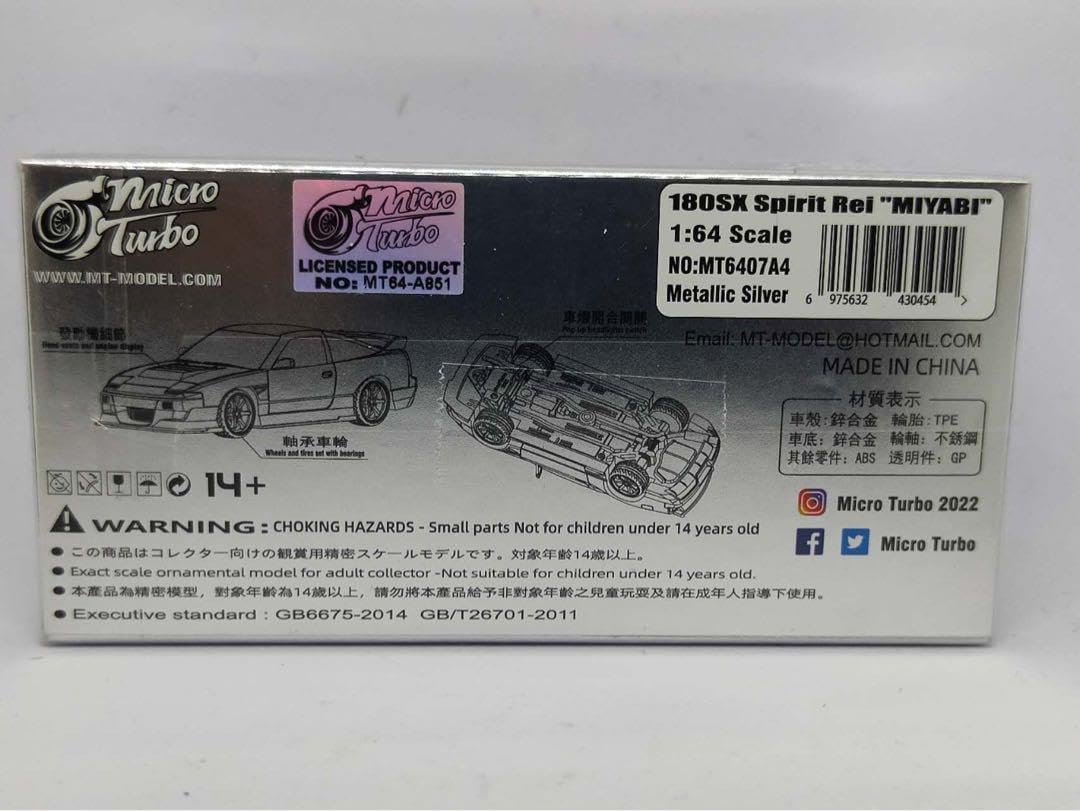 Micro
Turbo
WWW.MT-MODEL.COM
Micro
Turbo
LICENSED PRODUCT
NO: MT64-A851
180SX Spirit Rei "MIYABI"
1:64 Scale
NO:MT6407A4
Metallic Silver
6 975632 430454 >
Email: MT-MODEL@HOTMAIL.COM
MADE IN CHINA
車燈開合開關
Pop up headlights switch
軸承車輪
Wheels and tires set with bearings
材質表示
車殼:鋅合金 輪胎:TPE
車底:鋅合金 輪軸:不銹鋼
其餘零件:ABS 透明件:GP
14+
Micro Turbo 2022
Micro Turbo
WARNING: CHOKING HAZARDS - Small parts Not for children under 14 years old
● この商品はコレクター向けの観賞用精密スケールモデルです。対象年齢14歳以上。
● Exact scale ornamental model for adult collector -Not suitable for children under 14 years old.
● 本產品為精密模型，對象年齡為14歲以上，請勿將本產品給予非對象年齡之兒童玩耍及請在成年人指導下使用。
● Executive standard : GB6675-2014 GB/T26701-2011